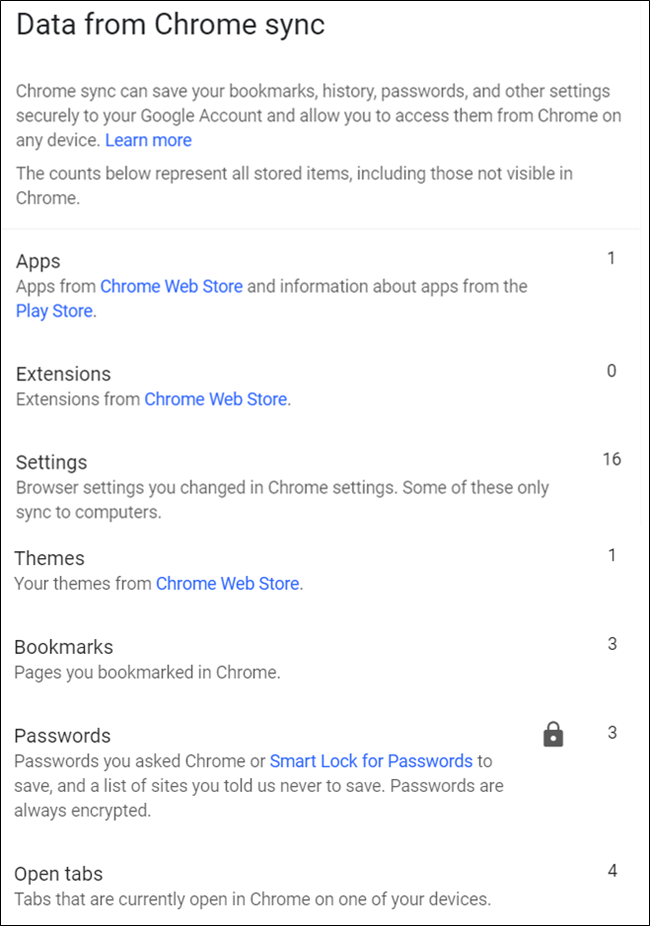 Data from Chrome sync
Chrome sync can save your bookmarks, history, passwords, and other settings
securely to your Google Account and allow you to access them from Chrome on
any device. Learn more
The counts below represent all stored items, including those not visible in
Chrome.
Apps 1
Apps from Chrome Web Store and information about apps from the
Play Store.
Extensions 0
Extensions from Chrome Web Store.
Settings 16
Browser settings you changed in Chrome settings. Some of these only
sync to computers.
Themes 1
Your themes from Chrome Web Store.
Bookmarks 3
Pages you bookmarked in Chrome.
Passwords 3
Passwords you asked Chrome or Smart Lock for Passwords to
save, and a list of sites you told us never to save. Passwords are
always encrypted.
Open tabs 4
Tabs that are currently open in Chrome on one of your devices.